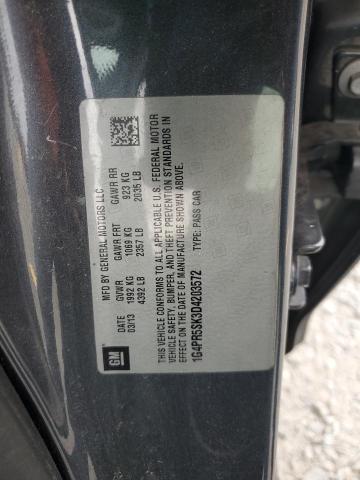 MFD BY GENERAL MOTORS LLC
DATE GVWR GAWR FRT GAWR RR
03/13 1992 KG 1069 KG 923 KG
4392 LB 2357 LB 2035 LB
GM
THIS VEHICLE CONFORMS TO ALL APPLICABLE U.S. FEDERAL MOTOR
VEHICLE SAFETY, BUMPER, AND THEFT PREVENTION STANDARDS IN
EFFECT ON THE DATE OF MANUFACTURE SHOWN ABOVE.
1G4PR5SK3D4203572 TYPE: PASS CAR